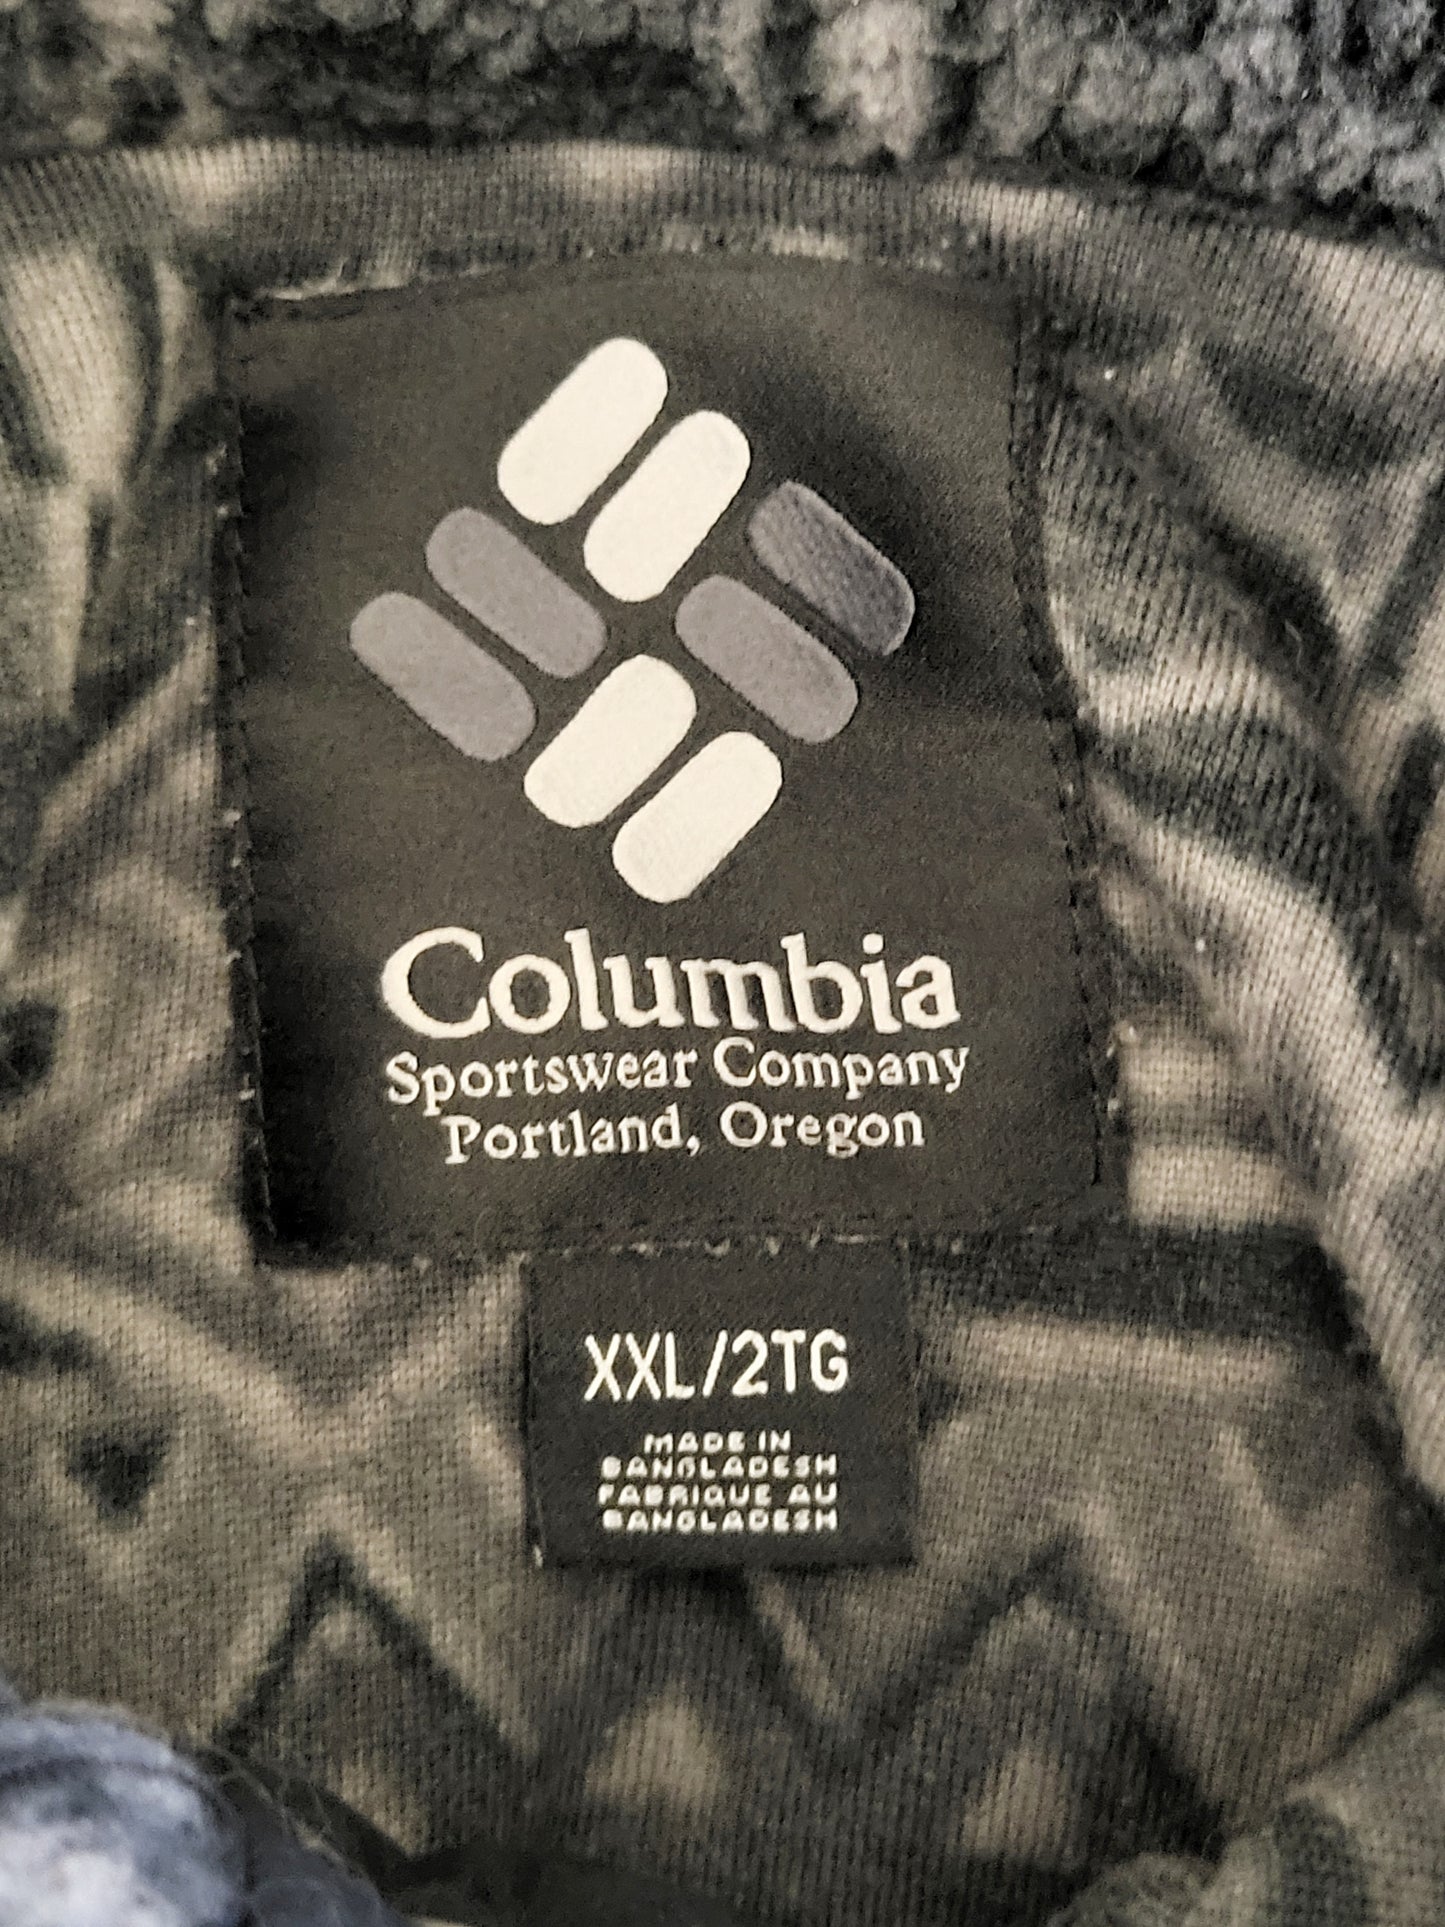 Columbia
Sportswear Company
Portland, Oregon
XXL/2TG
MADE IN
BANGLADESH
FABRIQUE AU
BANGLADESH